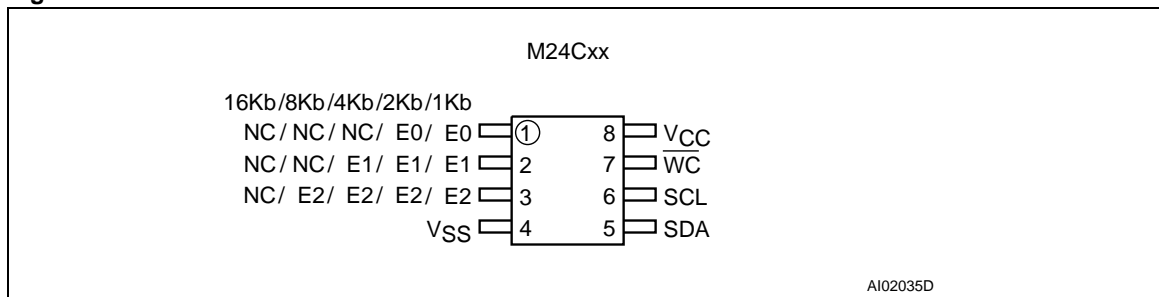 M24Cxx
16Kb/8Kb/4Kb/2Kb/1Kb
NC/ NC/ NC/ E0/ E0 1 8 VCC
NC/ NC/ E1/ E1/ E1 2 7 W̅C̅
NC/ E2/ E2/ E2/ E2 3 6 SCL
VSS 4 5 SDA
AI02035D